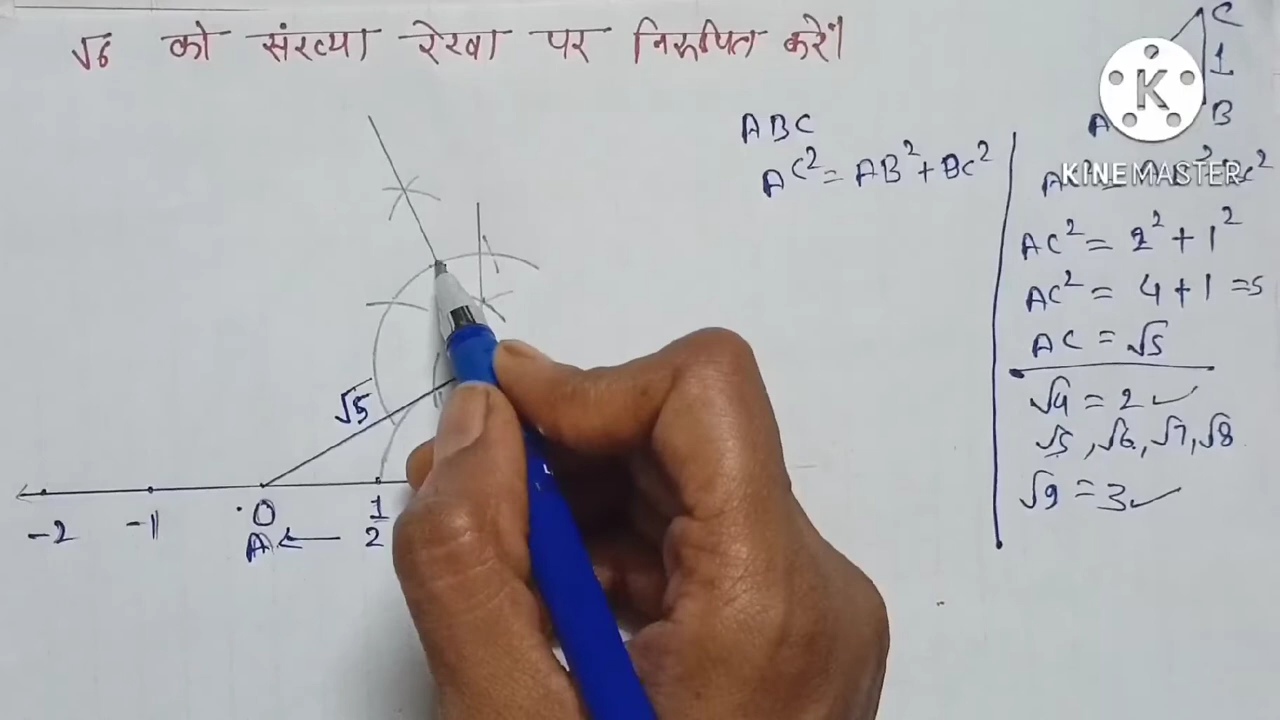 √6 को संख्या रेखा पर निरूपित करें।
C
1
B
A
K
KINEMASTER
ABC
AC² = AB² + BC²
AC² = 2² + 1²
AC² = 4 + 1 = 5
AC = √5
√4 = 2 ✓
√5, √6, √7, √8
√9 = 3 ✓
√5
-2 -1 0 1
A ← 2